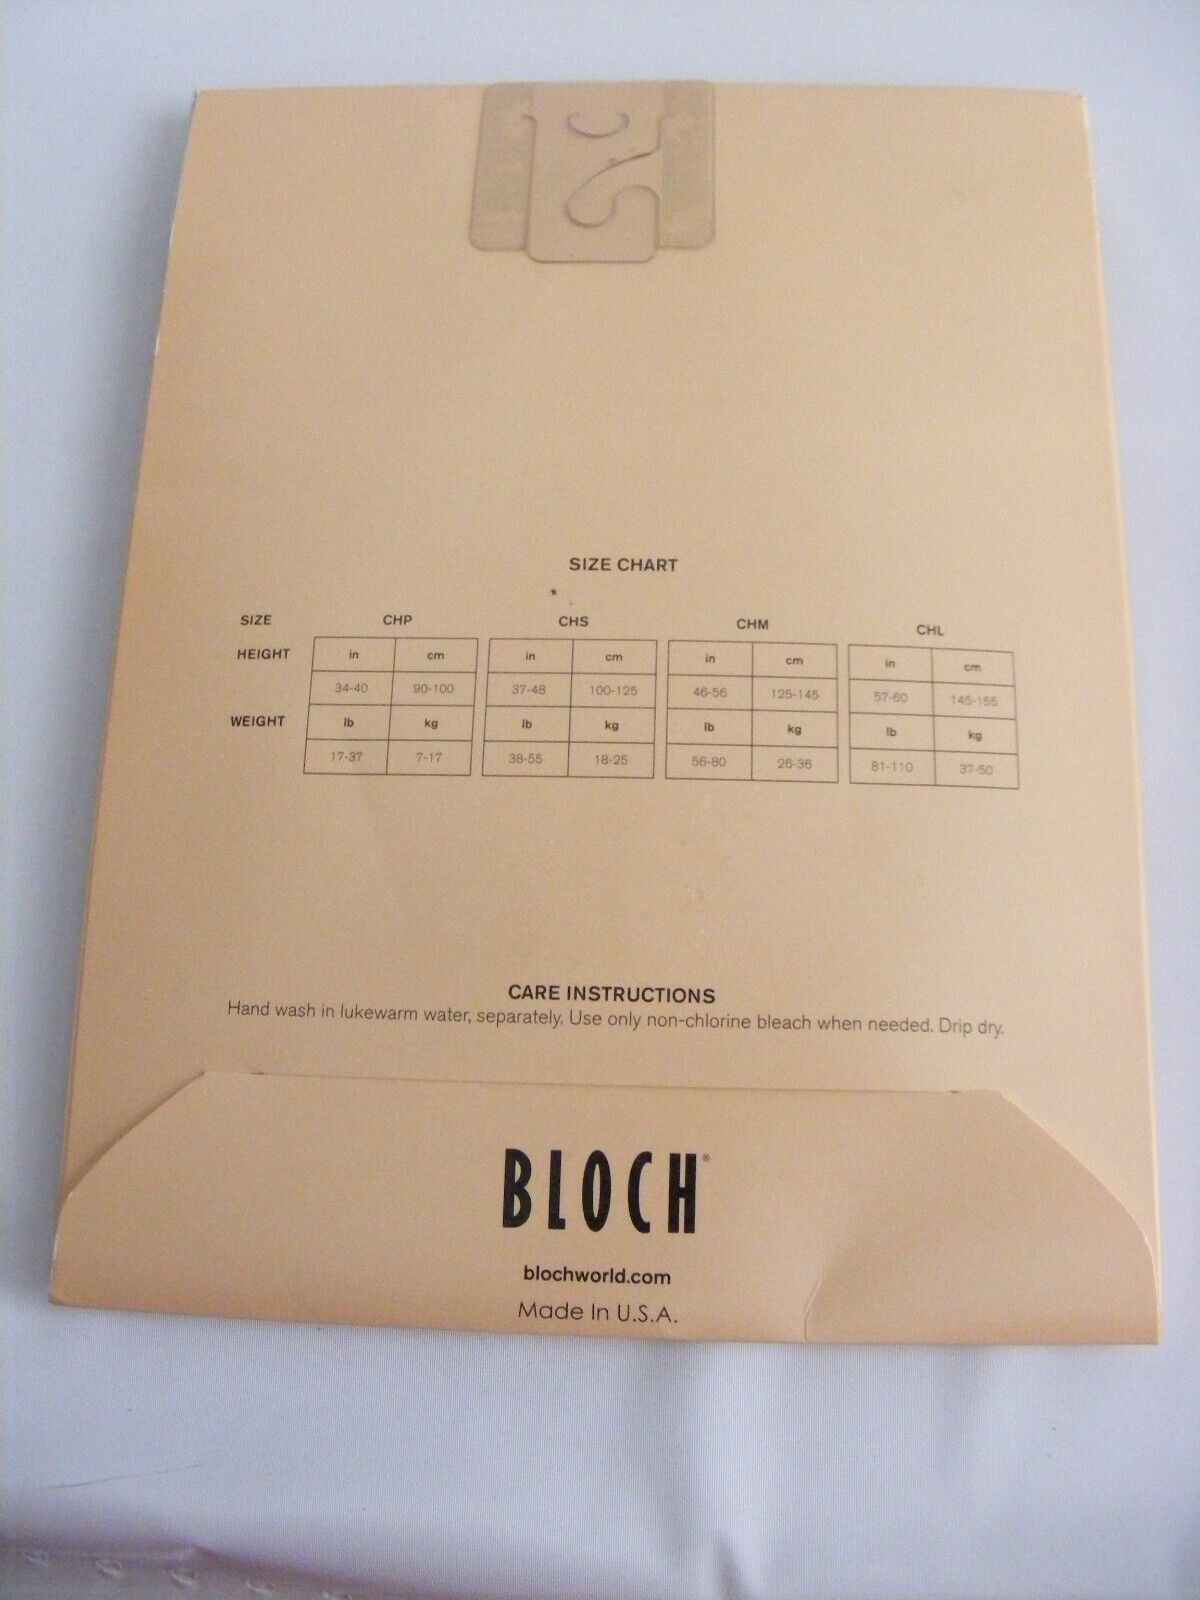 SIZE CHART
SIZE CHP CHS CHM CHL
HEIGHT in cm in cm in cm in cm
34-40 90-100 37-48 100-125 46-56 125-145 57-60 145-155
WEIGHT lb kg lb kg lb kg lb kg
17-37 7-17 38-55 18-25 56-80 26-36 81-110 37-50
CARE INSTRUCTIONS
Hand wash in lukewarm water, separately. Use only non-chlorine bleach when needed. Drip dry.
BLOCH®
blochworld.com
Made In U.S.A.